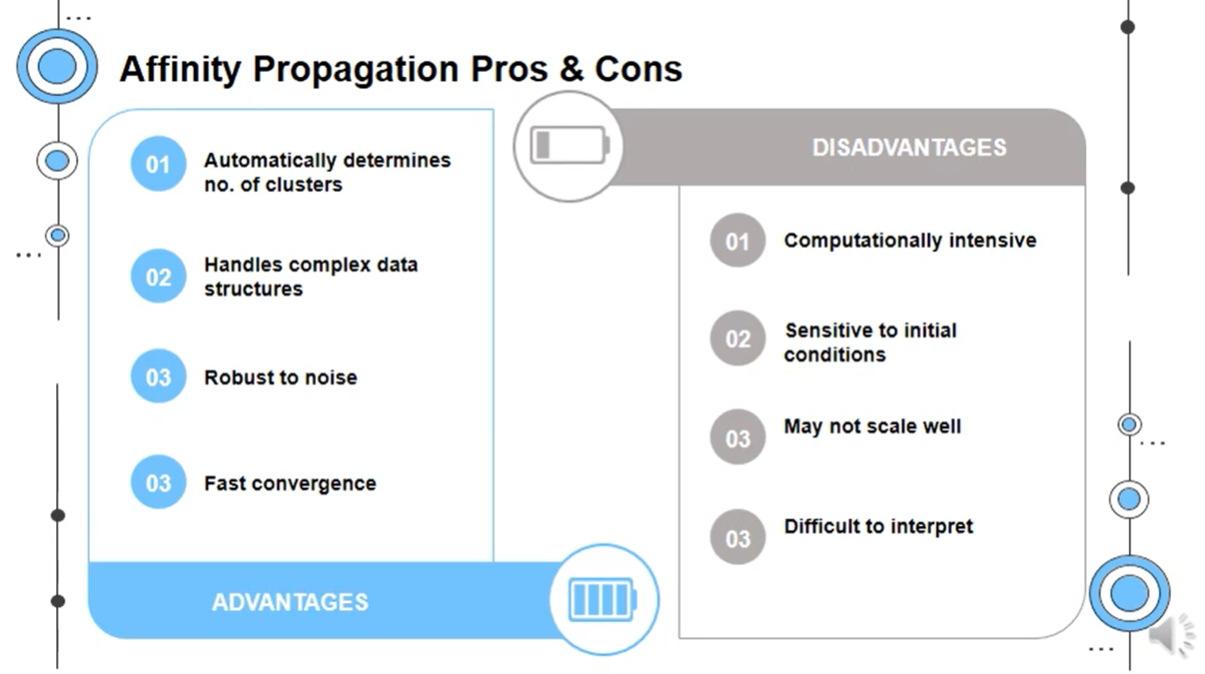 Affinity Propagation Pros & Cons
01
Automatically determines
no. of clusters
02
Handles complex data
structures
03
Robust to noise
03
Fast convergence
ADVANTAGES
DISADVANTAGES
01
Computationally intensive
02
Sensitive to initial
conditions
03
May not scale well
03
Difficult to interpret